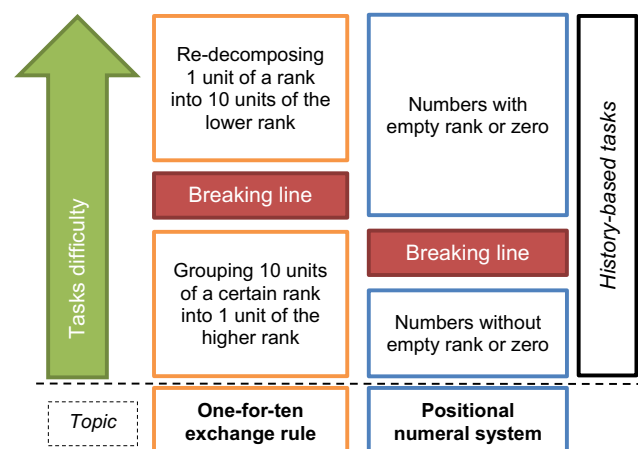 Tasks difficulty
Re-decomposing
1 unit of a rank
into 10 units of the
lower rank
Breaking line
Grouping 10 units
of a certain rank
into 1 unit of the
higher rank
Numbers with
empty rank or zero
Breaking line
Numbers without
empty rank or zero
History-based tasks
Topic
One-for-ten
exchange rule
Positional
numeral system